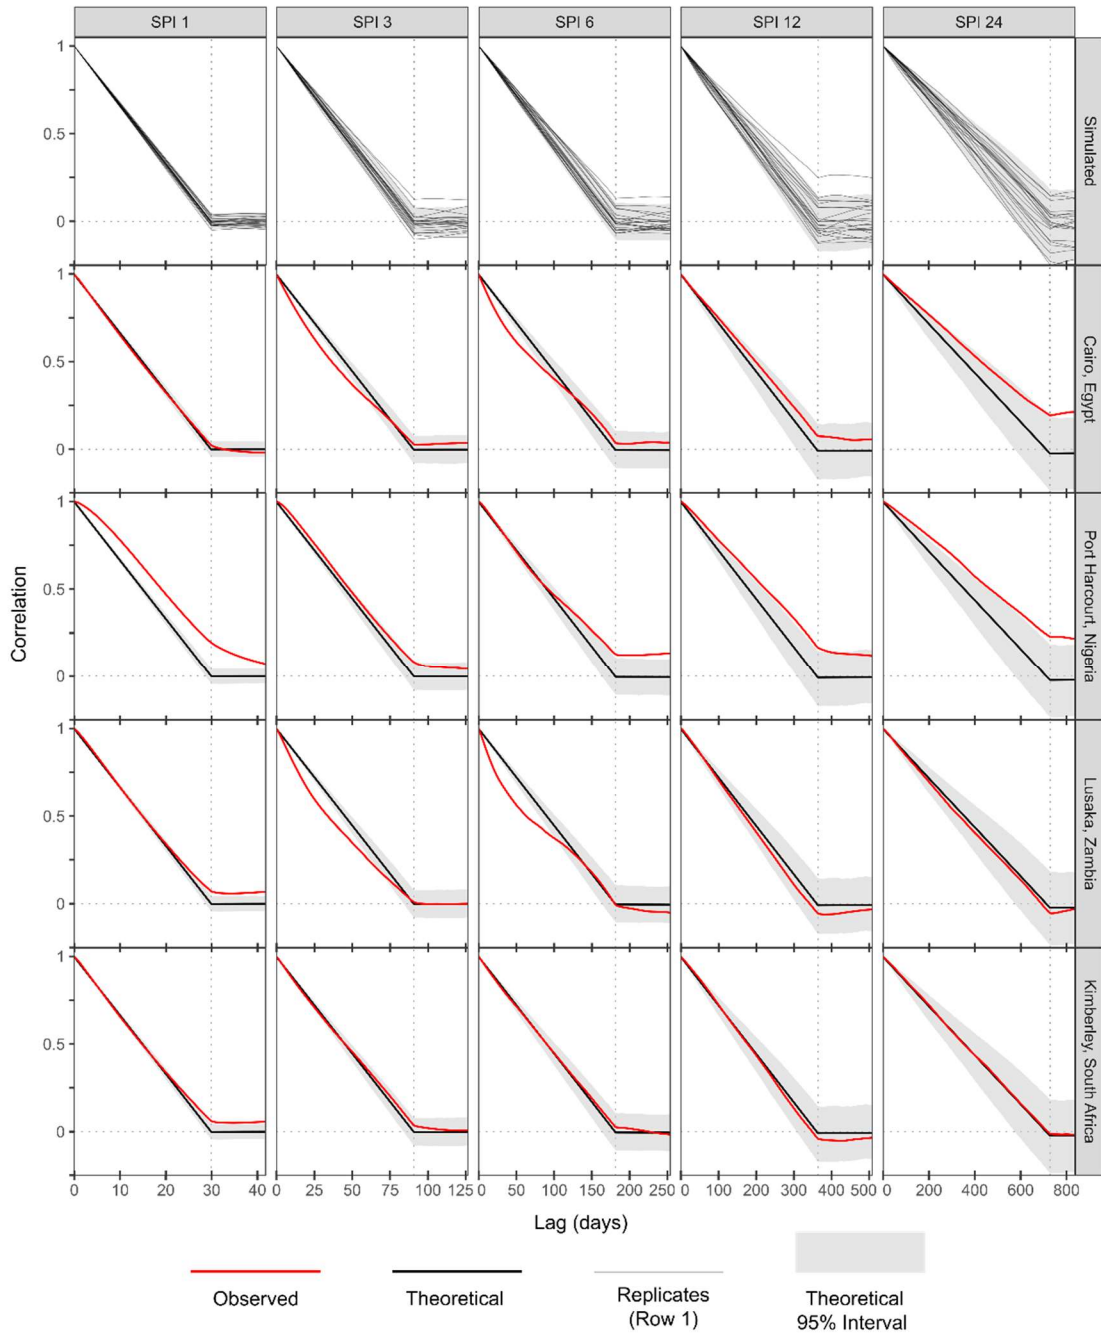 SPI 1 SPI 3 SPI 6 SPI 12 SPI 24
1
0.5
0
Simulated
1
0.5
0
Cairo, Egypt
1
0.5
0
Port Harcourt, Nigeria
1
0.5
0
Lusaka, Zambia
1
0.5
0
Kimberley, South Africa
Correlation
0 10 20 30 40 0 25 50 75 100 125 0 50 100 150 200 250 0 100 200 300 400 500 0 200 400 600 800
Lag (days)
Observed
Theoretical
Replicates
(Row 1)
Theoretical
95% Interval